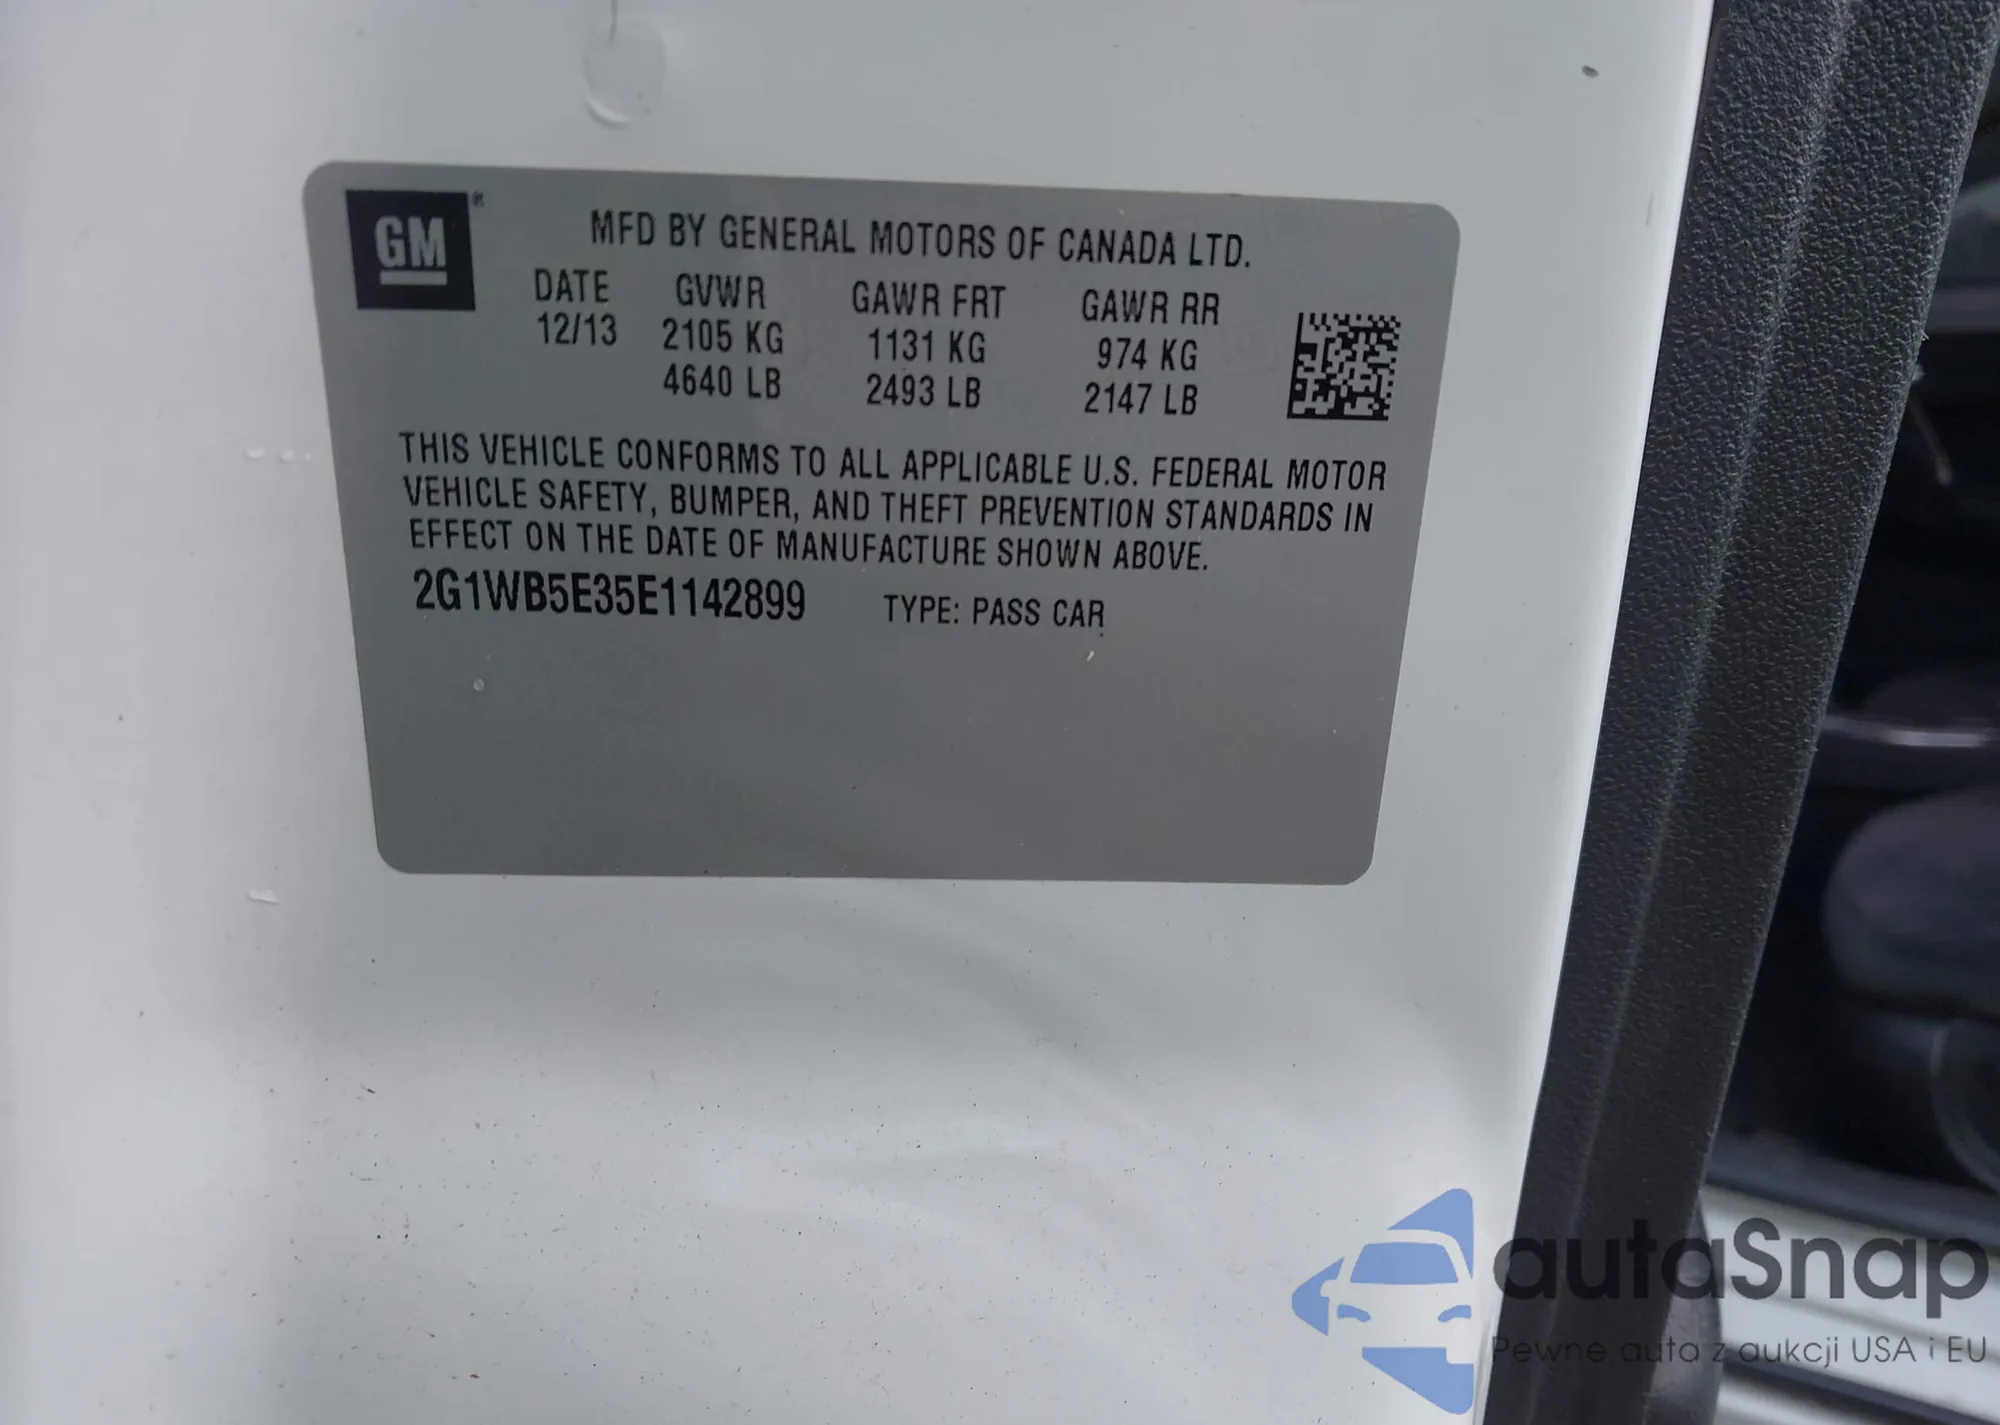 GM®
MFD BY GENERAL MOTORS OF CANADA LTD.
DATE GVWR GAWR FRT GAWR RR
12/13 2105 KG 1131 KG 974 KG
4640 LB 2493 LB 2147 LB
THIS VEHICLE CONFORMS TO ALL APPLICABLE U.S. FEDERAL MOTOR
VEHICLE SAFETY, BUMPER, AND THEFT PREVENTION STANDARDS IN
EFFECT ON THE DATE OF MANUFACTURE SHOWN ABOVE.
2G1WB5E35E1142899 TYPE: PASS CAR
autaSnap
Pewne auta z aukcji USA i EU